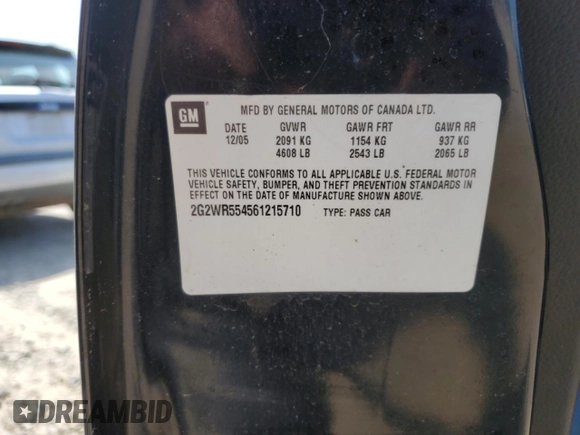 GM
MFD BY GENERAL MOTORS OF CANADA LTD.
DATE GVWR GAWR FRT GAWR RR
12/05 2091 KG 1154 KG 937 KG
4608 LB 2543 LB 2065 LB
THIS VEHICLE CONFORMS TO ALL APPLICABLE U.S. FEDERAL MOTOR
VEHICLE SAFETY, BUMPER, AND THEFT PREVENTION STANDARDS IN
EFFECT ON THE DATE OF MANUFACTURE SHOWN ABOVE.
2G2WR554561215710 TYPE: PASS CAR
DREAMBID